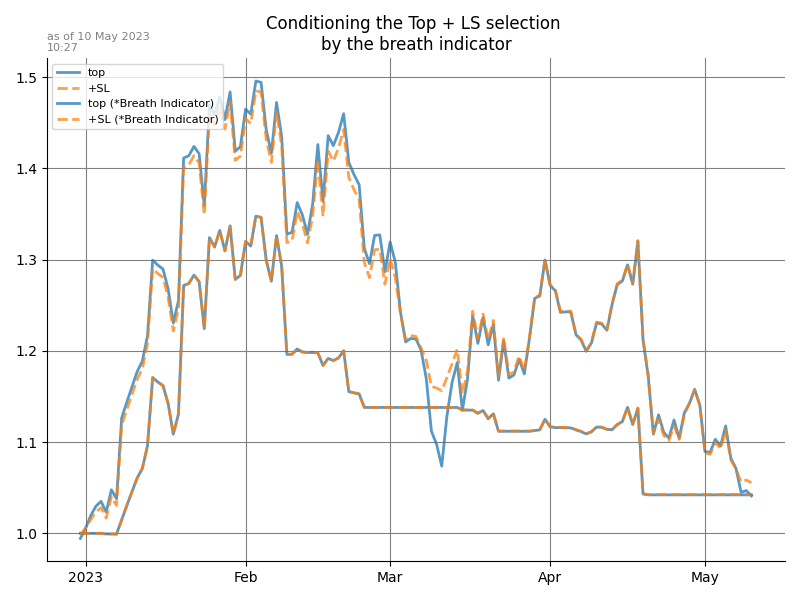 Conditioning the Top + LS selection
by the breath indicator
as of 10 May 2023
10:27
top
+SL
top (*Breath Indicator)
+SL (*Breath Indicator)
1.5
1.4
1.3
1.2
1.1
1.0
2023 Feb Mar Apr May